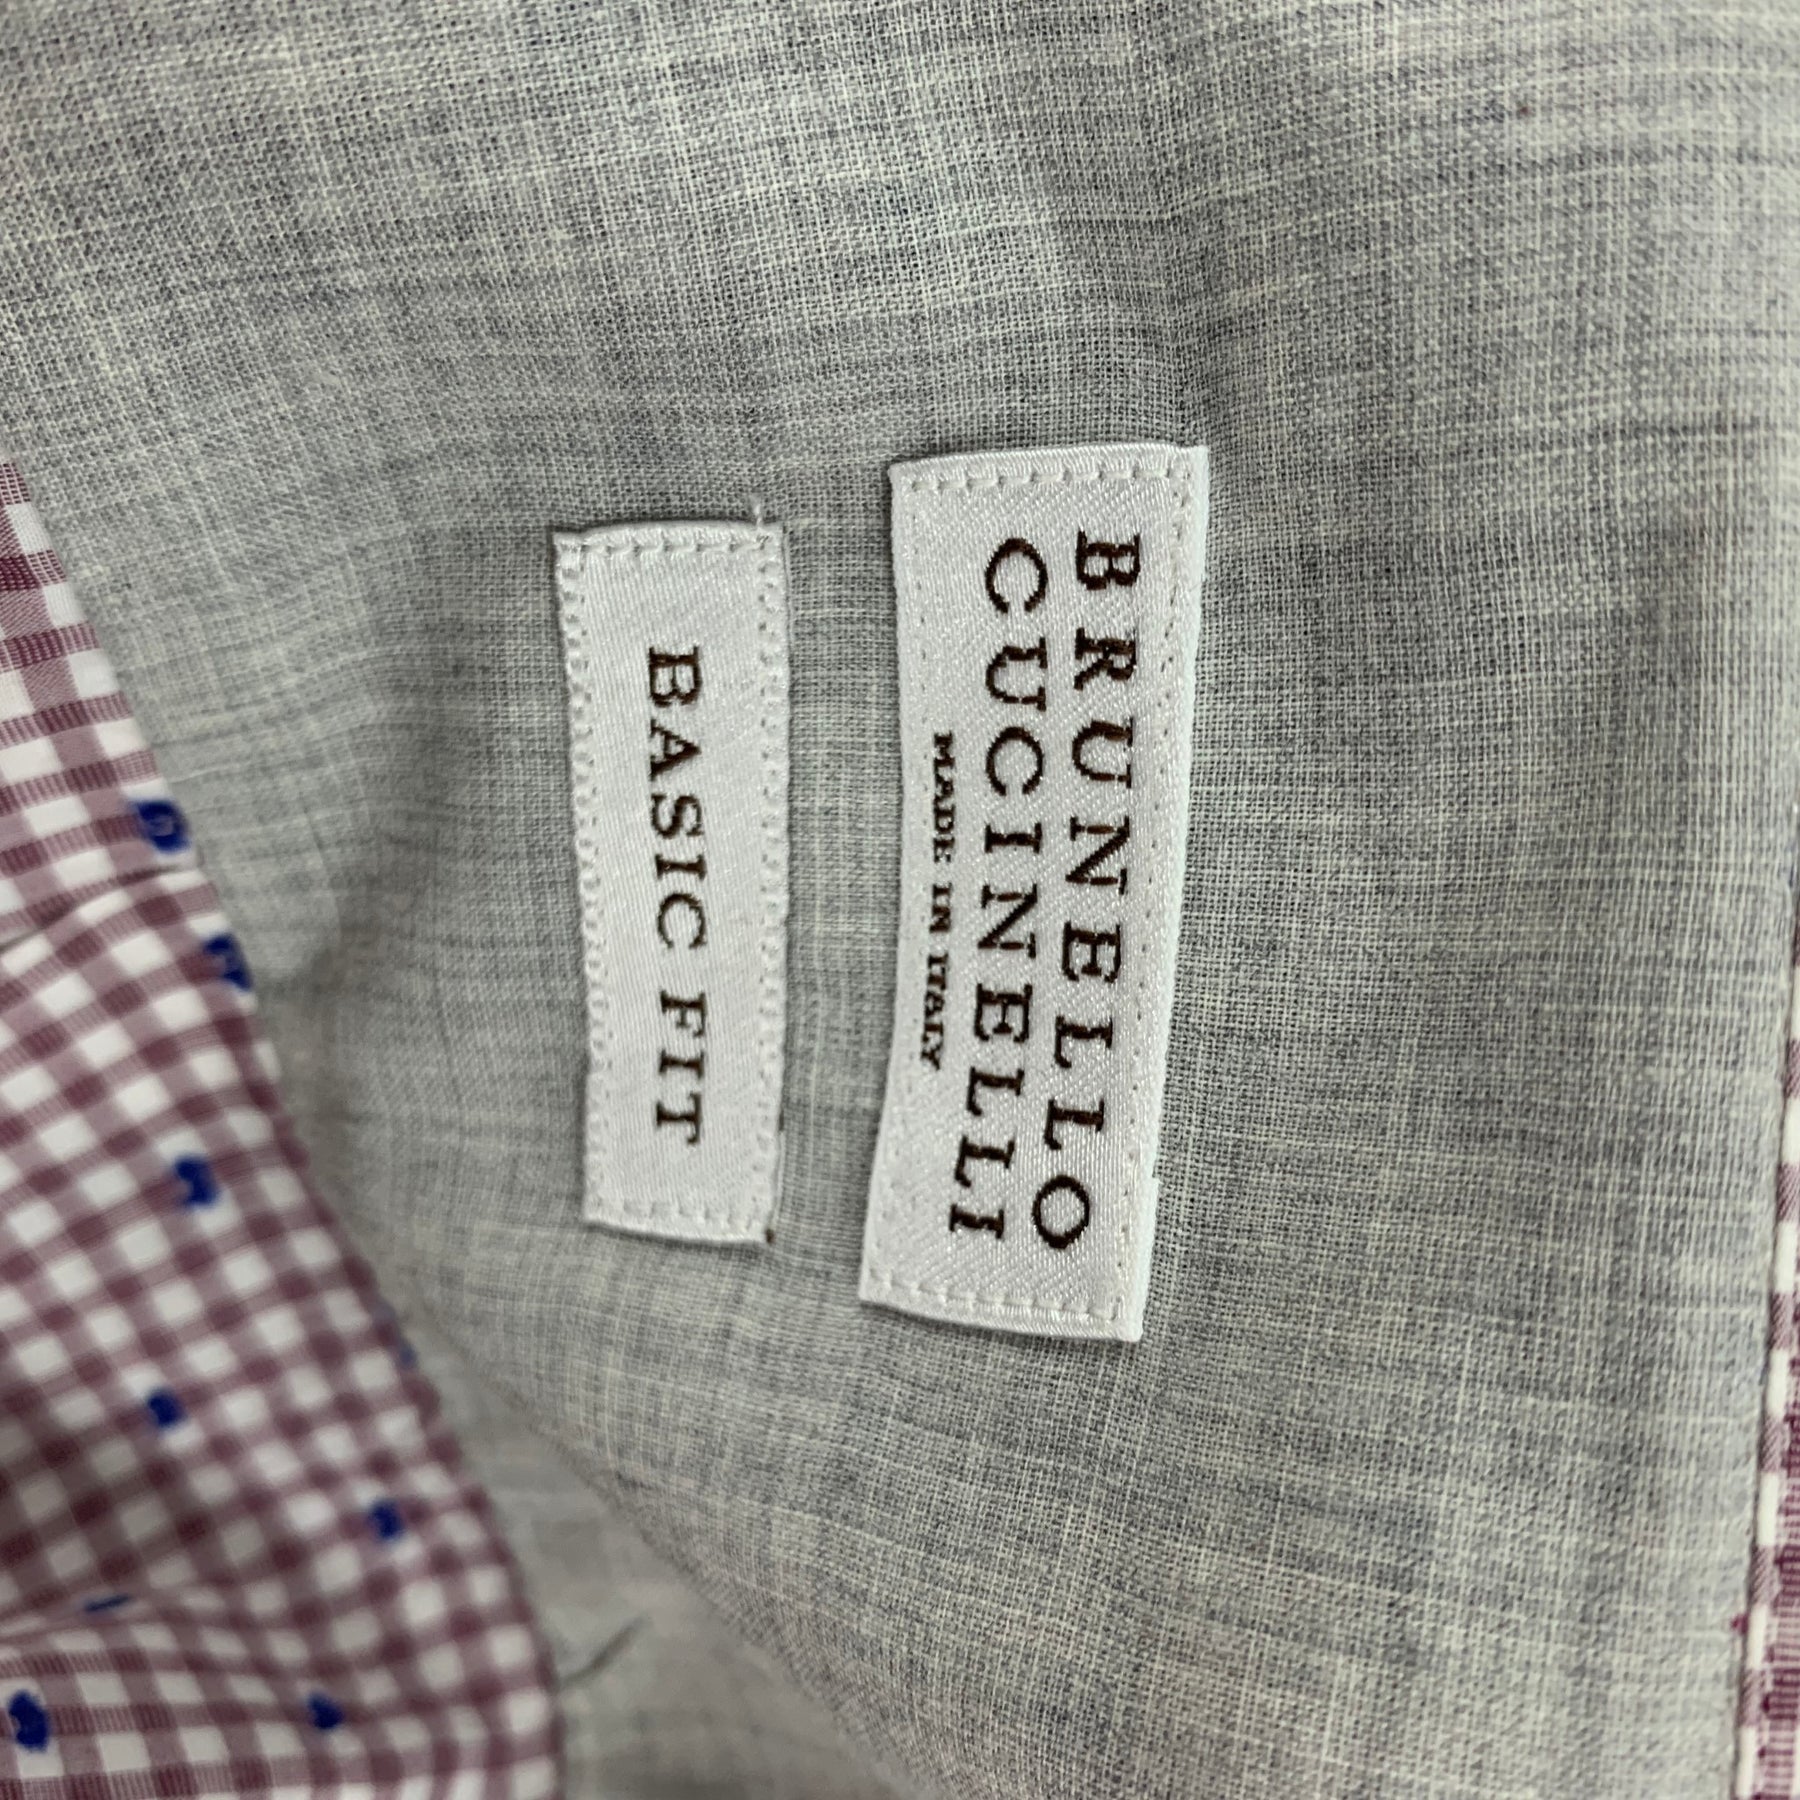 BRUNELLO
CUCINELLI
MADE IN ITALY
BASIC FIT